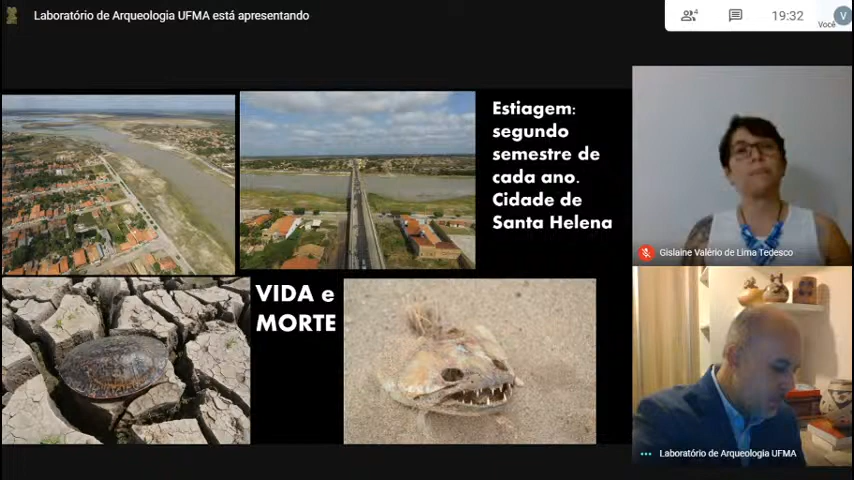 Laboratório de Arqueologia UFMA está apresentando
4
19:32
Você
V
Estiagem:
segundo
semestre de
cada ano.
Cidade de
Santa Helena
VIDA e
MORTE
Gislaine Valério de Lima Tedesco
Laboratório de Arqueologia UFMA